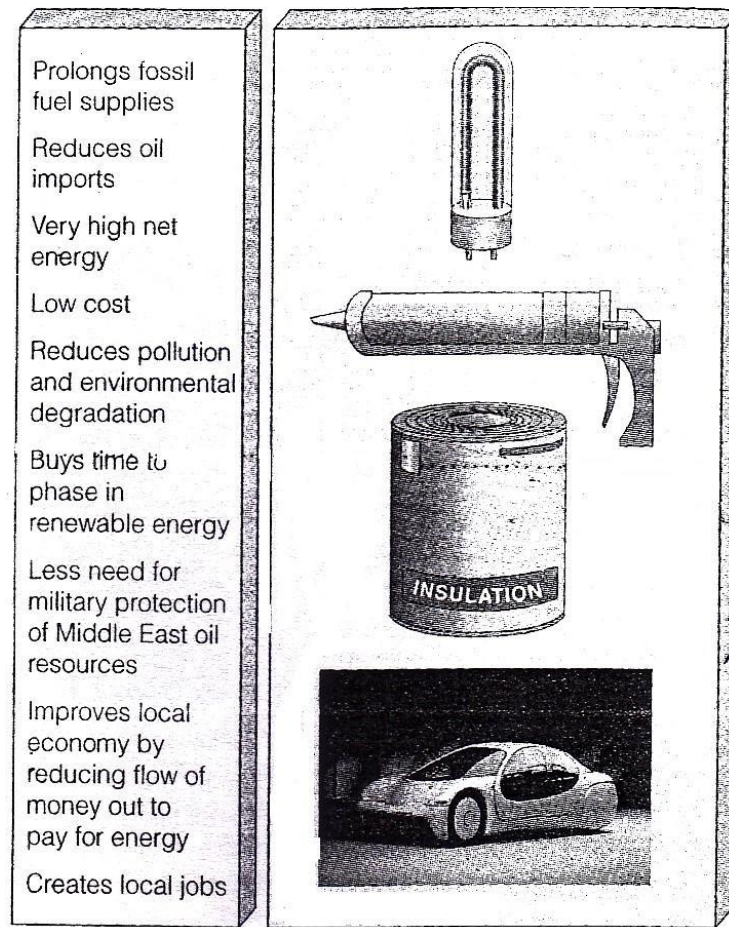 Prolongs fossil
fuel supplies
Reduces oil
imports
Very high net
energy
Low cost
Reduces pollution
and environmental
degradation
Buys time to
phase in
renewable energy
Less need for
military protection
of Middle East oil
resources
Improves local
economy by
reducing flow of
money out to
pay for energy
Creates local jobs
INSULATION